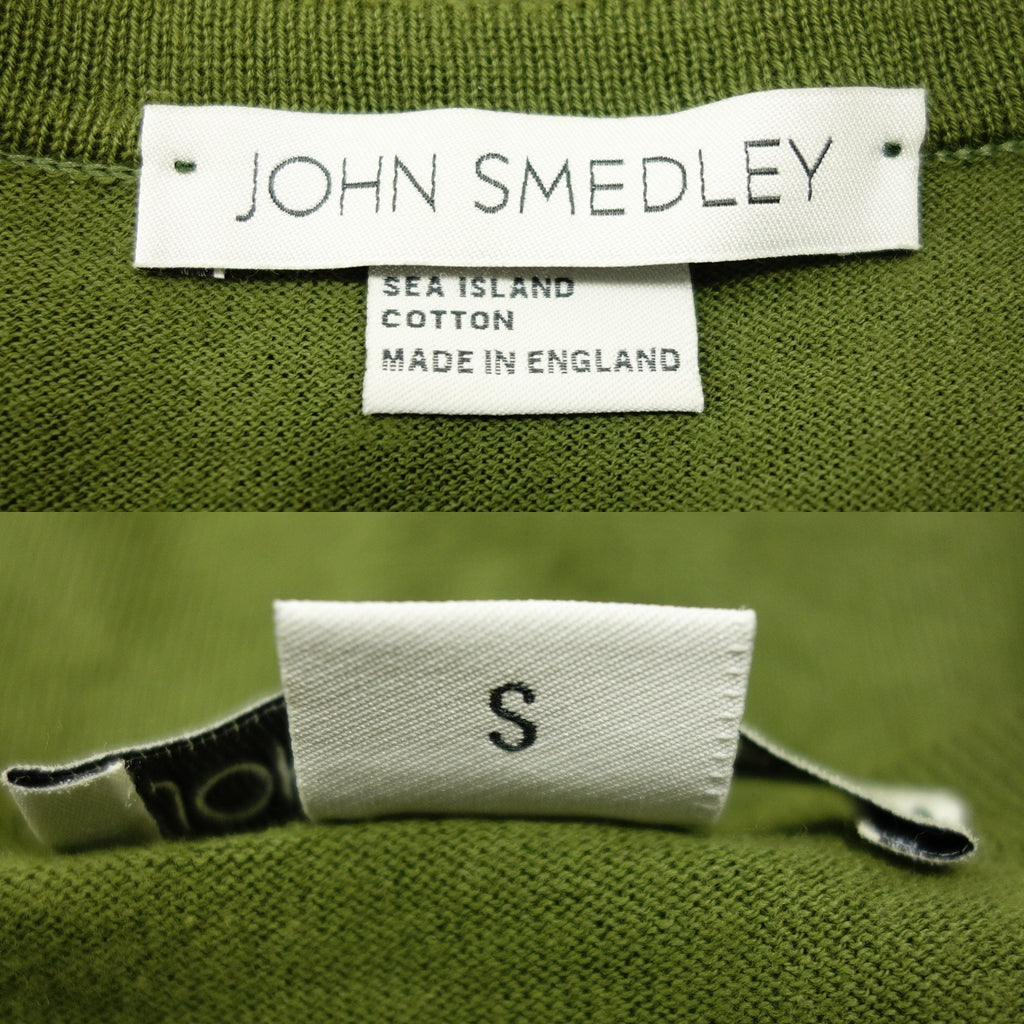 JOHN SMEDLEY
SEA ISLAND
COTTON
MADE IN ENGLAND
S